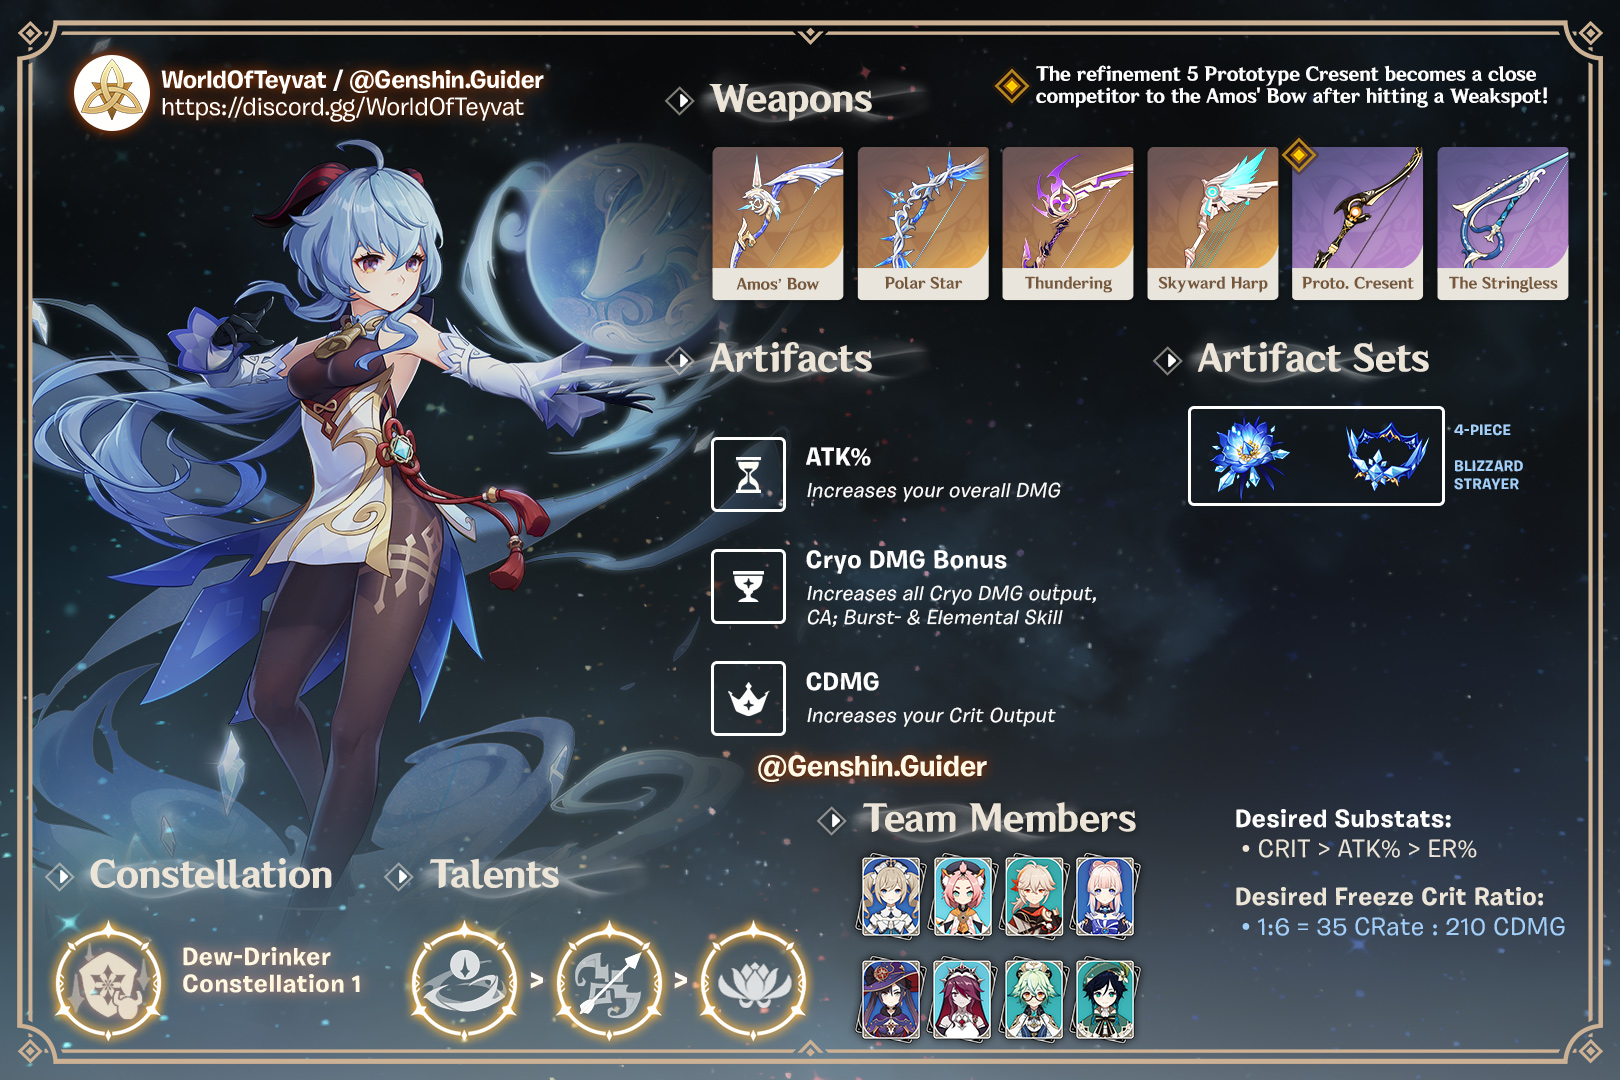 WorldOfTeyvat / @Genshin.Guider
https://discord.gg/WorldOfTeyvat
Weapons
The refinement 5 Prototype Cresent becomes a close
competitor to the Amos' Bow after hitting a Weakspot!
Amos' Bow
Polar Star
Thundering
Skyward Harp
Proto. Cresent
The Stringless
Artifacts
ATK%
Increases your overall DMG
Cryo DMG Bonus
Increases all Cryo DMG output,
CA; Burst- & Elemental Skill
CDMG
Increases your Crit Output
@Genshin.Guider
Artifact Sets
4-PIECE
BLIZZARD
STRAYER
Team Members
Desired Substats:
• CRIT > ATK% > ER%
Desired Freeze Crit Ratio:
• 1:6 = 35 CRate : 210 CDMG
Constellation
Dew-Drinker
Constellation 1
Talents
> >